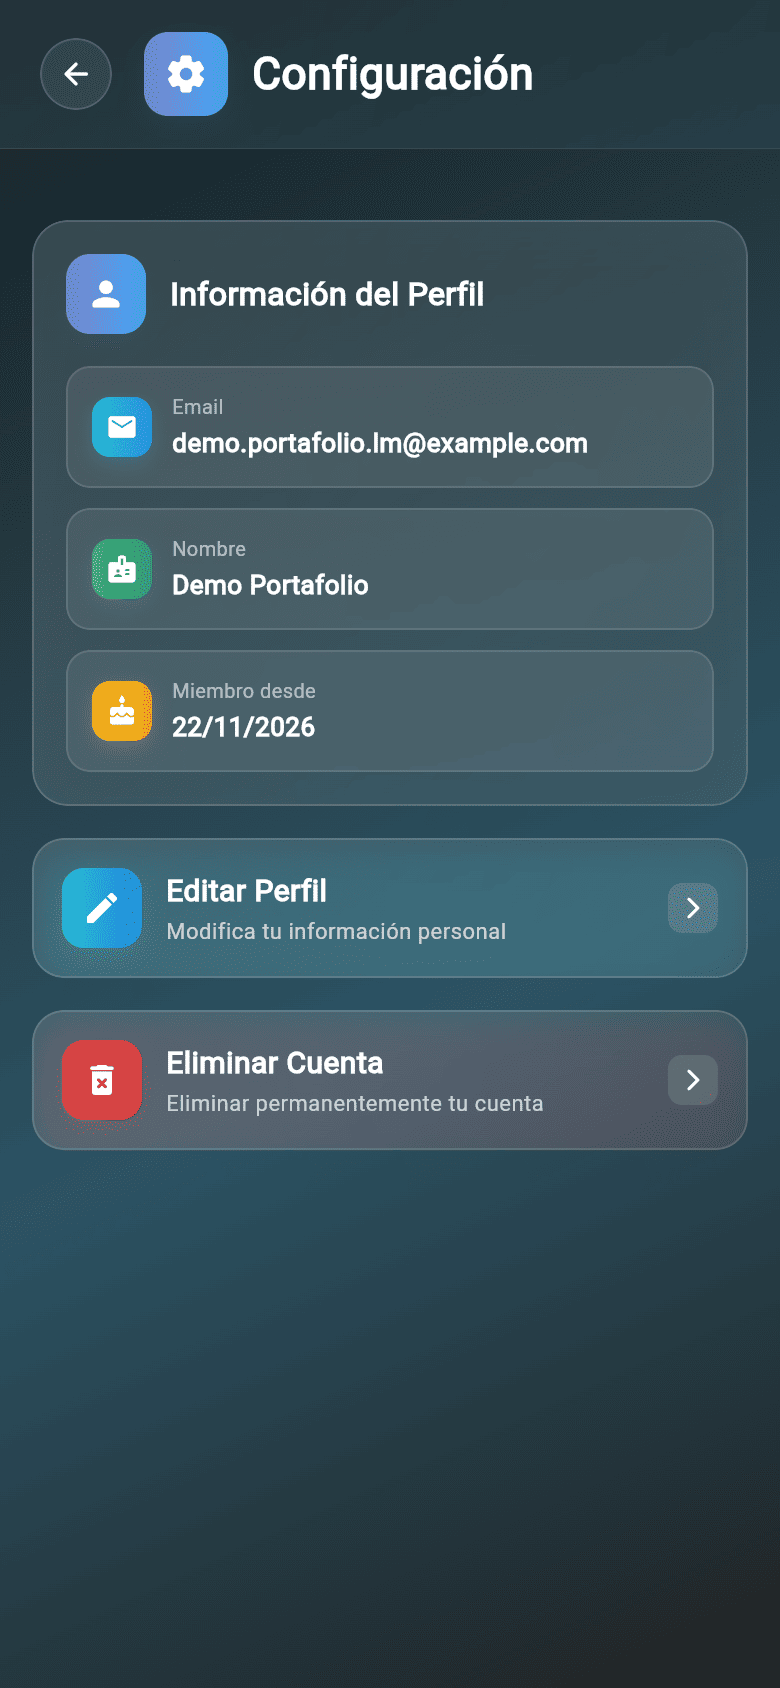 Configuración
Información del Perfil
Email
demo.portafolio.lm@example.com
Nombre
Demo Portafolio
Miembro desde
22/11/2026
Editar Perfil
Modifica tu información personal
Eliminar Cuenta
Eliminar permanentemente tu cuenta